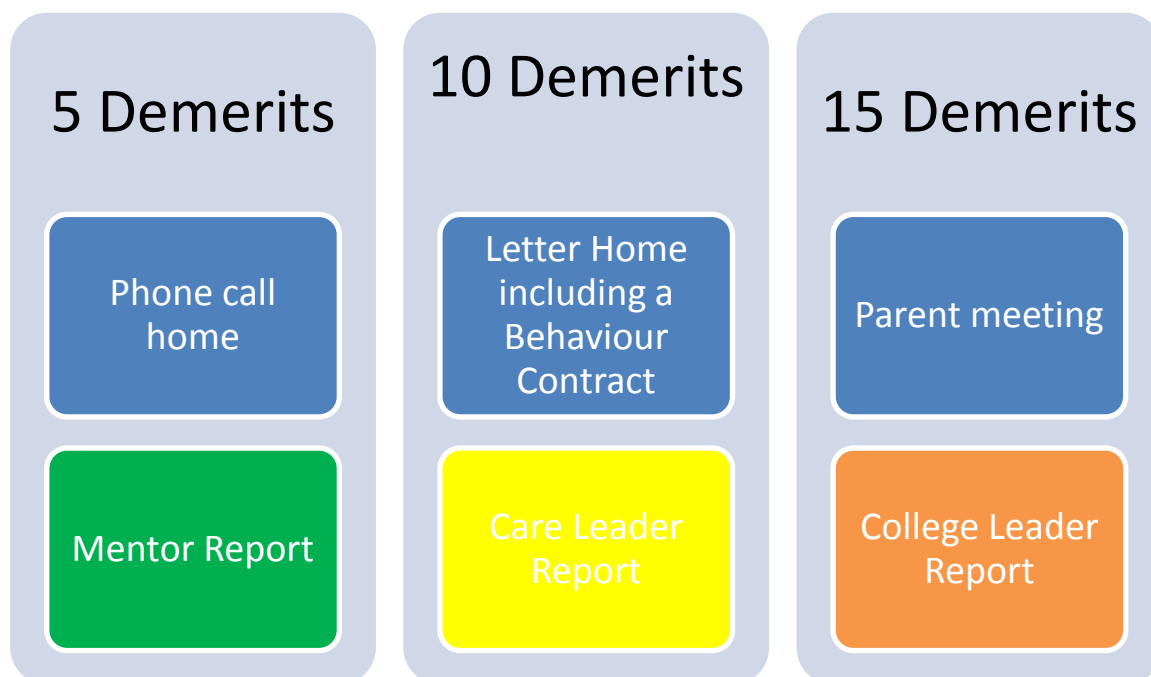 5 Demerits
Phone call
home
Mentor Report
10 Demerits
Letter Home
including a
Behaviour
Contract
Care Leader
Report
15 Demerits
Parent meeting
College Leader
Report